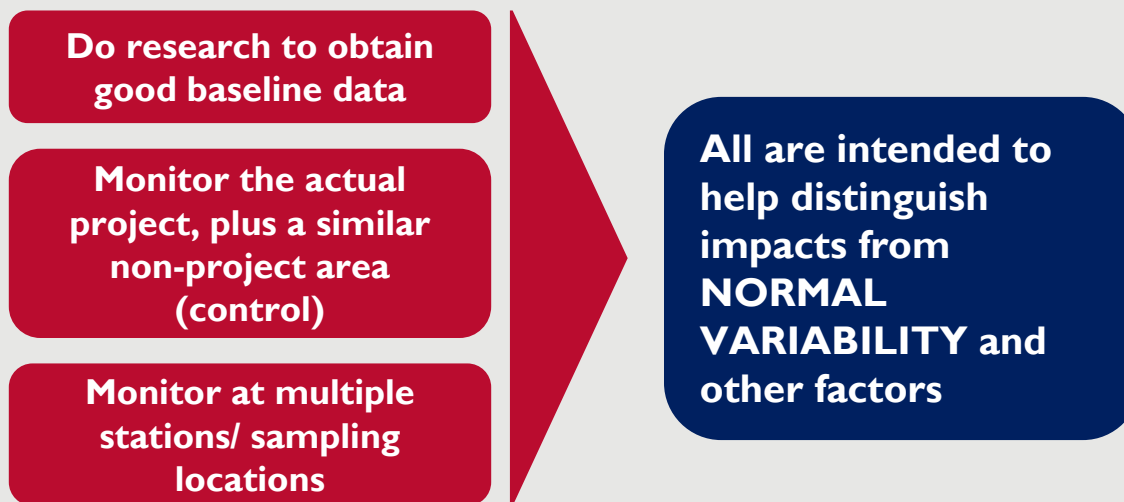 Do research to obtain
good baseline data
Monitor the actual
project, plus a similar
non-project area
(control)
Monitor at multiple
stations/ sampling
locations
All are intended to
help distinguish
impacts from
NORMAL
VARIABILITY and
other factors